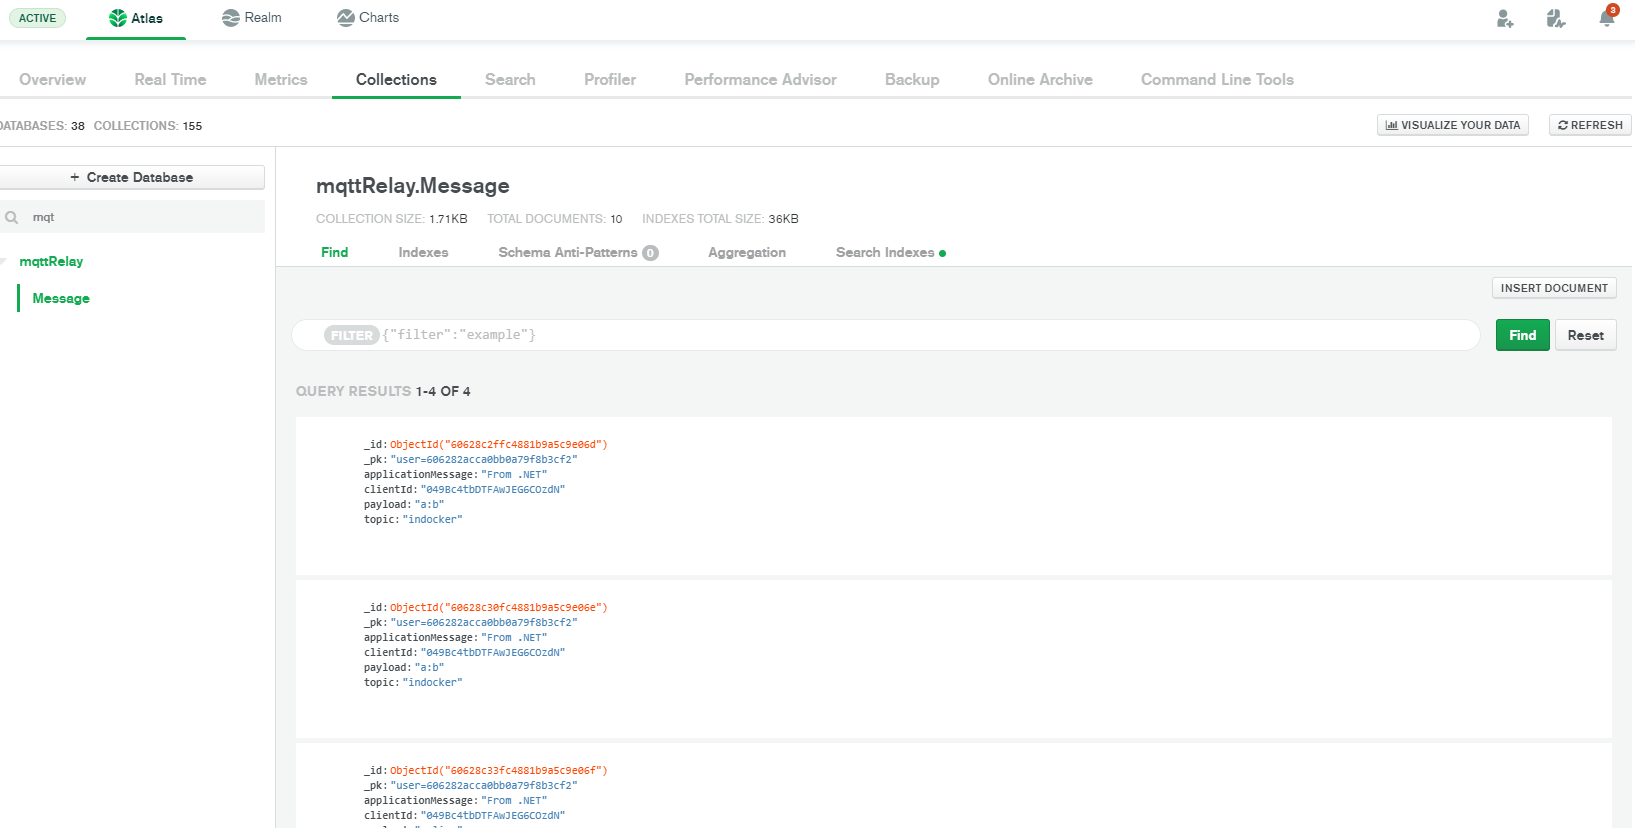 ACTIVE Atlas Realm Charts 3
Overview Real Time Metrics Collections Search Profiler Performance Advisor Backup Online Archive Command Line Tools
DATABASES: 38 COLLECTIONS: 155 VISUALIZE YOUR DATA REFRESH
+ Create Database
mqt
mqttRelay
Message
mqttRelay.Message
COLLECTION SIZE: 1.71KB TOTAL DOCUMENTS: 10 INDEXES TOTAL SIZE: 36KB
Find Indexes Schema Anti-Patterns 0 Aggregation Search Indexes
INSERT DOCUMENT
FILTER {"filter":"example"} Find Reset
QUERY RESULTS 1-4 OF 4
_id: ObjectId("60628c2ffc4881b9a5c9e06d")
_pk: "user=606282acca0bb0a79f8b3cf2"
applicationMessage: "From .NET"
clientId: "049Bc4tbDTFAwJEG6COzdN"
payload: "a:b"
topic: "indocker"
_id: ObjectId("60628c30fc4881b9a5c9e06e")
_pk: "user=606282acca0bb0a79f8b3cf2"
applicationMessage: "From .NET"
clientId: "049Bc4tbDTFAwJEG6COzdN"
payload: "a:b"
topic: "indocker"
_id: ObjectId("60628c33fc4881b9a5c9e06f")
_pk: "user=606282acca0bb0a79f8b3cf2"
applicationMessage: "From .NET"
clientId: "049Bc4tbDTFAwJEG6COzdN"